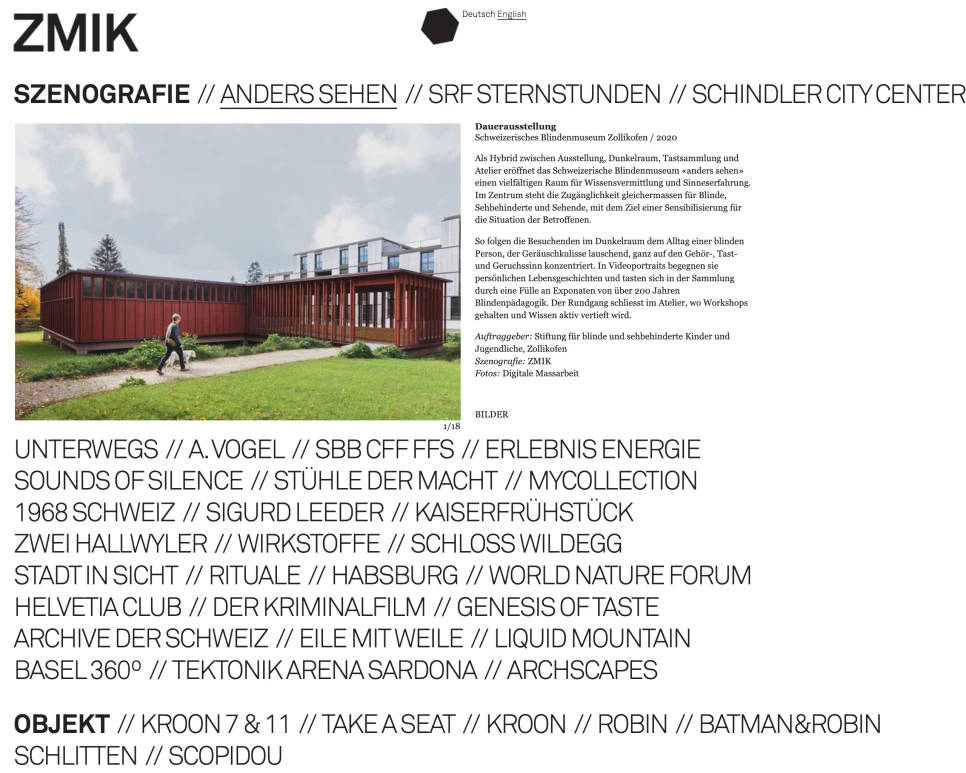 ZMIK
Deutsch English
SZENOGRAFIE // ANDERS SEHEN // SRF STERNSTUNDEN // SCHINDLER CITY CENTER
Dauerausstellung
Schweizerisches Blindenmuseum Zollikofen / 2020
Als Hybrid zwischen Ausstellung, Dunkelraum, Tastsammlung und
Atelier eröffnet das Schweizerische Blindenmuseum «anders sehen»
einen vielfältigen Raum für Wissensvermittlung und Sinneserfahrung.
Im Zentrum steht die Zugänglichkeit gleichermassen für Blinde,
Sehbehinderte und Sehende, mit dem Ziel einer Sensibilisierung für
die Situation der Betroffenen.
So folgen die Besuchenden im Dunkelraum dem Alltag einer blinden
Person, der Geräuschkulisse lauschend, ganz auf den Gehör-, Tast-
und Geruchssinn konzentriert. In Videoportraits begegnen sie
persönlichen Lebensgeschichten und tasten sich in der Sammlung
durch eine Fülle an Exponaten von über 200 Jahren
Blindenpädagogik. Der Rundgang schliesst im Atelier, wo Workshops
gehalten und Wissen aktiv vertieft wird.
Auftraggeber: Stiftung für blinde und sehbehinderte Kinder und
Jugendliche, Zollikofen
Szenografie: ZMIK
Fotos: Digitale Massarbeit
BILDER
1/18
UNTERWEGS // A. VOGEL // SBB CFF FFS // ERLEBNIS ENERGIE
SOUNDS OF SILENCE // STÜHLE DER MACHT // MYCOLLECTION
1968 SCHWEIZ // SIGURD LEEDER // KAISERFRÜHSTÜCK
ZWEI HALLWYLER // WIRKSTOFFE // SCHLOSS WILDEGG
STADT IN SICHT // RITUALE // HABSBURG // WORLD NATURE FORUM
HELVETIA CLUB // DER KRIMINALFILM // GENESIS OF TASTE
ARCHIVE DER SCHWEIZ // EILE MIT WEILE // LIQUID MOUNTAIN
BASEL 360º // TEKTONIK ARENA SARDONA // ARCHSCAPES
OBJEKT // KROON 7 & 11 // TAKE A SEAT // KROON // ROBIN // BATMAN&ROBIN
SCHLITTEN // SCOPIDOU